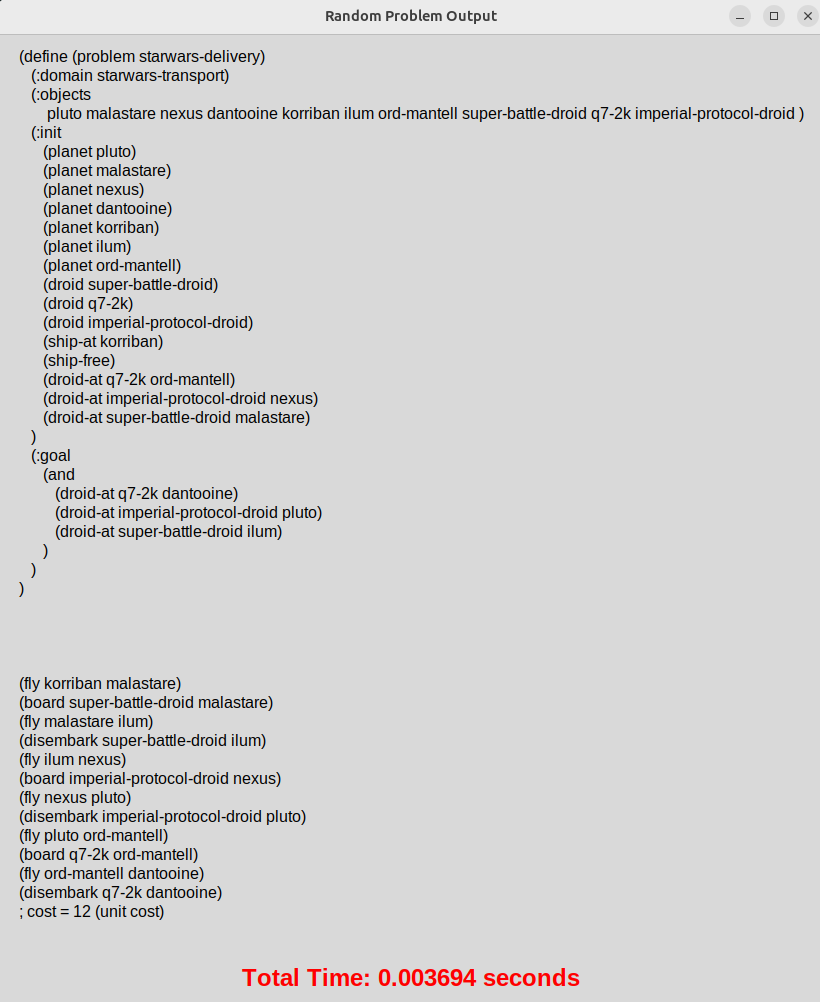 Random Problem Output
(define (problem starwars-delivery)
(:domain starwars-transport)
(:objects
pluto malastare nexus dantooine korriban ilum ord-mantell super-battle-droid q7-2k imperial-protocol-droid )
(:init
(planet pluto)
(planet malastare)
(planet nexus)
(planet dantooine)
(planet korriban)
(planet ilum)
(planet ord-mantell)
(droid super-battle-droid)
(droid q7-2k)
(droid imperial-protocol-droid)
(ship-at korriban)
(ship-free)
(droid-at q7-2k ord-mantell)
(droid-at imperial-protocol-droid nexus)
(droid-at super-battle-droid malastare)
)
(:goal
(and
(droid-at q7-2k dantooine)
(droid-at imperial-protocol-droid pluto)
(droid-at super-battle-droid ilum)
)
)
)
(fly korriban malastare)
(board super-battle-droid malastare)
(fly malastare ilum)
(disembark super-battle-droid ilum)
(fly ilum nexus)
(board imperial-protocol-droid nexus)
(fly nexus pluto)
(disembark imperial-protocol-droid pluto)
(fly pluto ord-mantell)
(board q7-2k ord-mantell)
(fly ord-mantell dantooine)
(disembark q7-2k dantooine)
; cost = 12 (unit cost)
Total Time: 0.003694 seconds